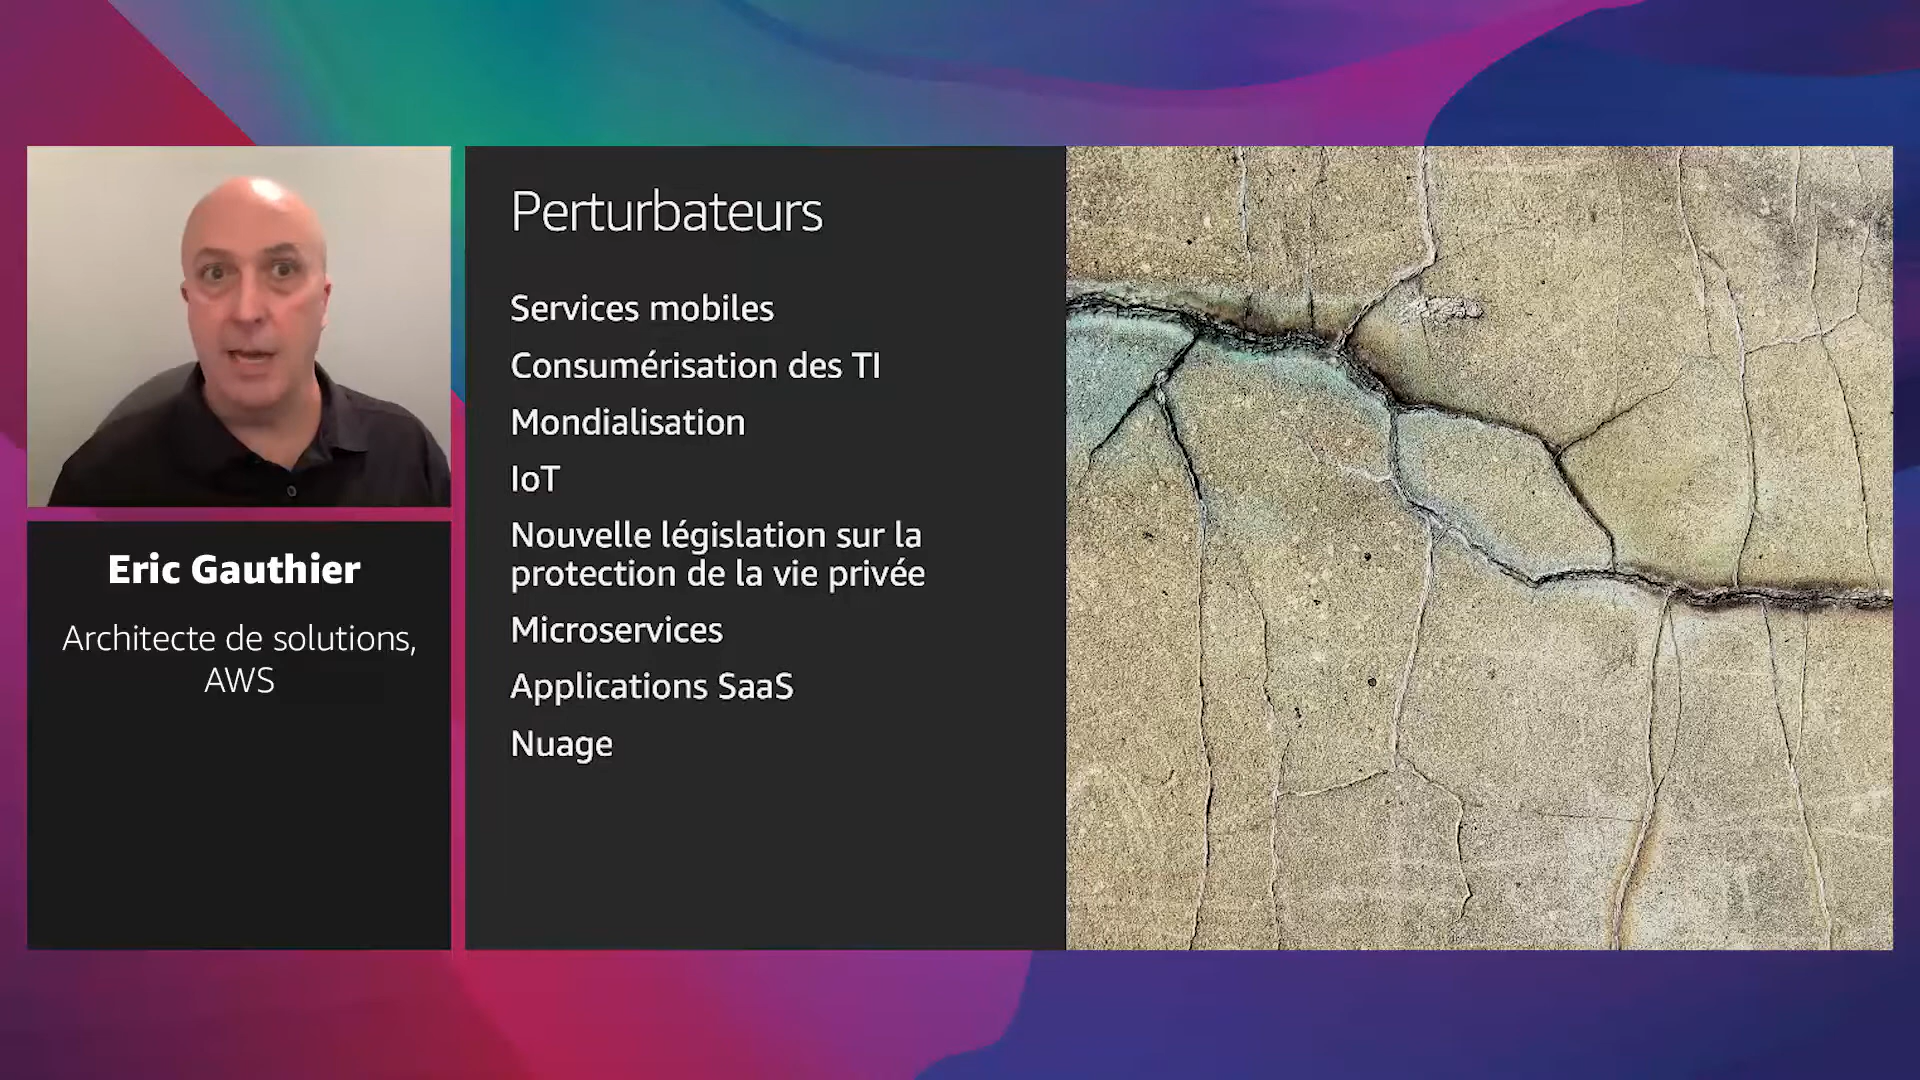 Eric Gauthier
Architecte de solutions,
AWS
Perturbateurs
Services mobiles
Consumérisation des TI
Mondialisation
IoT
Nouvelle législation sur la
protection de la vie privée
Microservices
Applications SaaS
Nuage